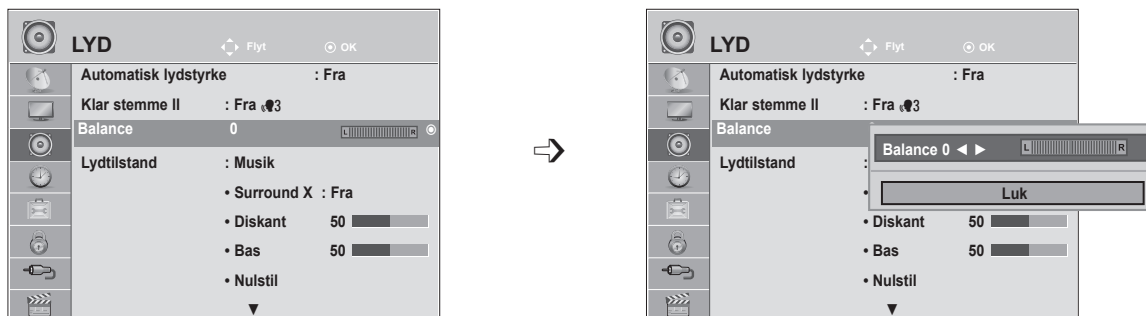 LYD Flyt OK
Automatisk lydstyrke : Fra
Klar stemme II : Fra 3
Balance 0 L R
Lydtilstand : Musik
• Surround X : Fra
• Diskant 50
• Bas 50
• Nulstil
▼
LYD Flyt OK
Automatisk lydstyrke : Fra
Klar stemme II : Fra 3
Balance
Balance 0 ◄ ► L R
Lydtilstand :
Luk
•
• Diskant 50
• Bas 50
• Nulstil
▼